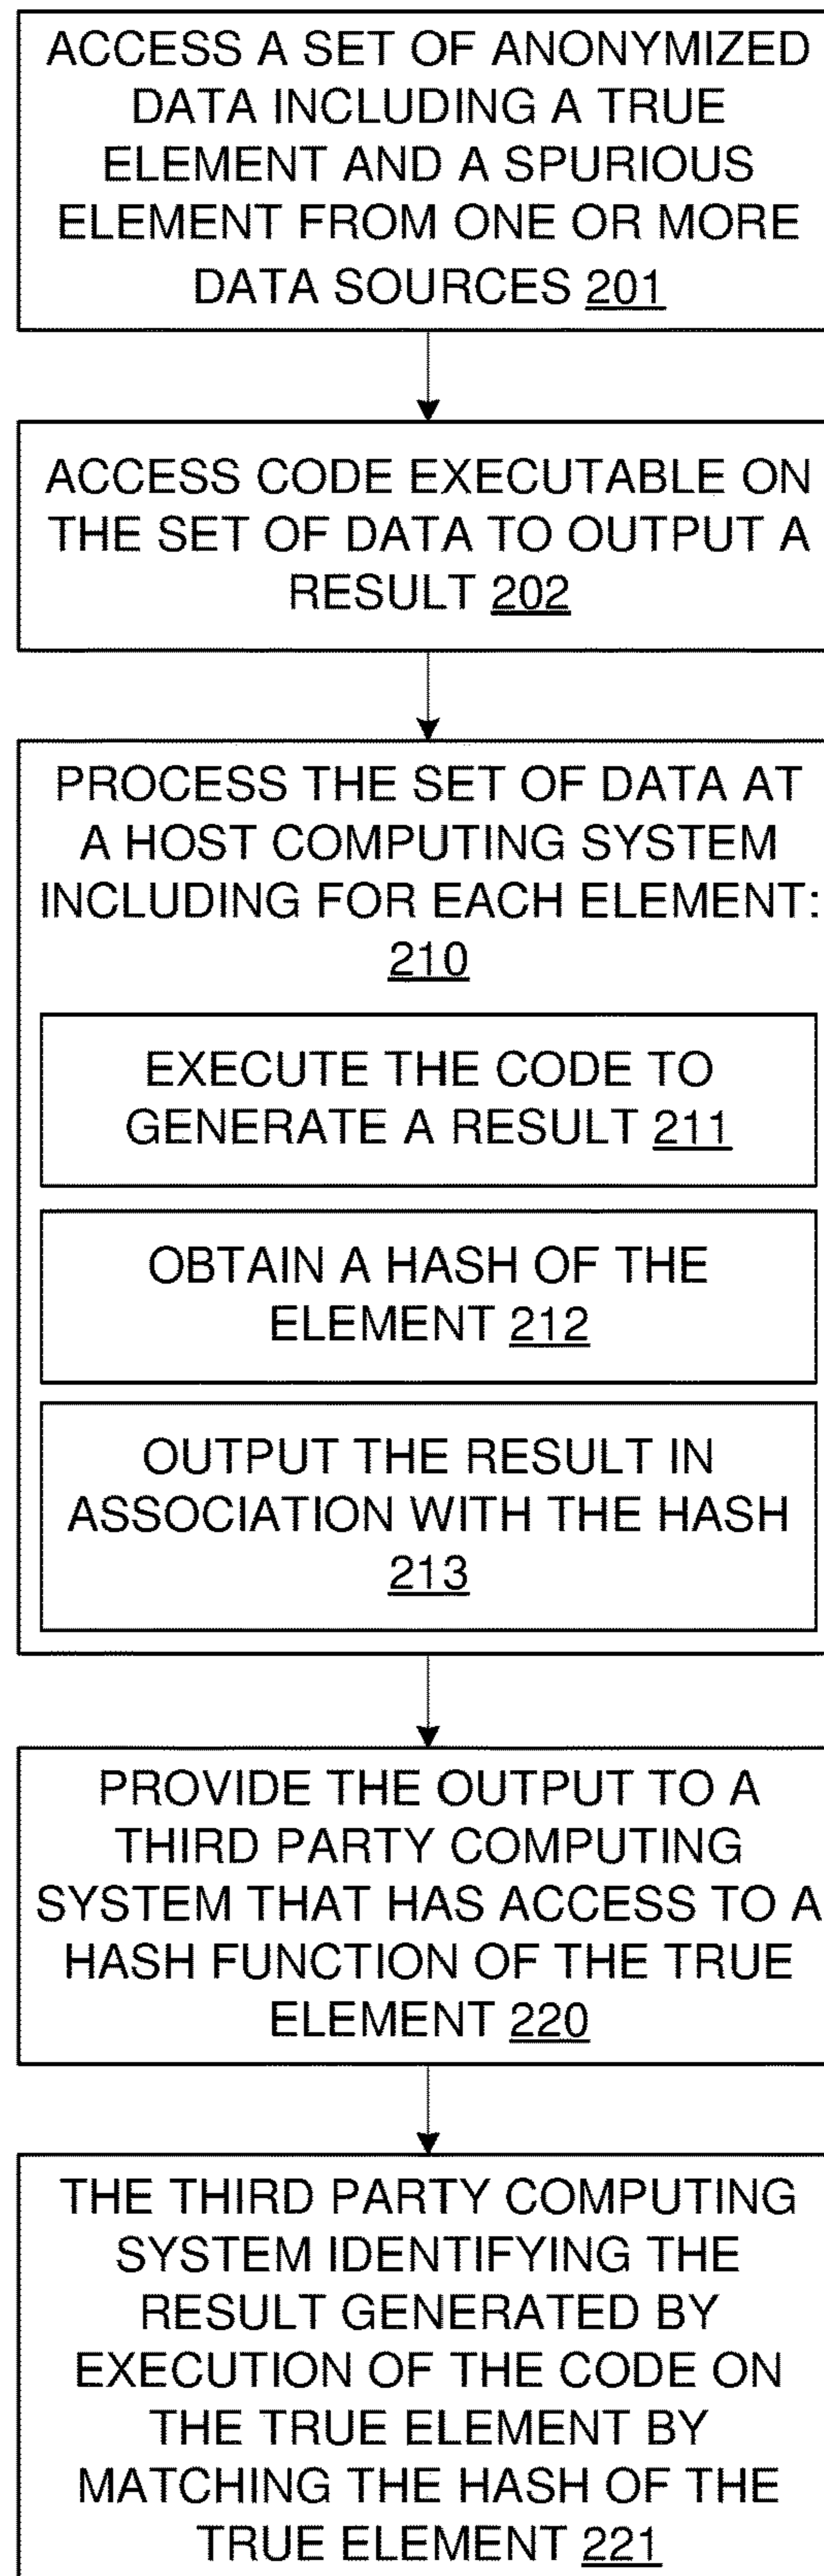 ACCESS A SET OF ANONYMIZED
DATA INCLUDING A TRUE
ELEMENT AND A SPURIOUS
ELEMENT FROM ONE OR MORE
DATA SOURCES 201
ACCESS CODE EXECUTABLE ON
THE SET OF DATA TO OUTPUT A
RESULT 202
PROCESS THE SET OF DATA AT
A HOST COMPUTING SYSTEM
INCLUDING FOR EACH ELEMENT:
210
EXECUTE THE CODE TO
GENERATE A RESULT 211
OBTAIN A HASH OF THE
ELEMENT 212
OUTPUT THE RESULT IN
ASSOCIATION WITH THE HASH
213
PROVIDE THE OUTPUT TO A
THIRD PARTY COMPUTING
SYSTEM THAT HAS ACCESS TO A
HASH FUNCTION OF THE TRUE
ELEMENT 220
THE THIRD PARTY COMPUTING
SYSTEM IDENTIFYING THE
RESULT GENERATED BY
EXECUTION OF THE CODE ON
THE TRUE ELEMENT BY
MATCHING THE HASH OF THE
TRUE ELEMENT 221